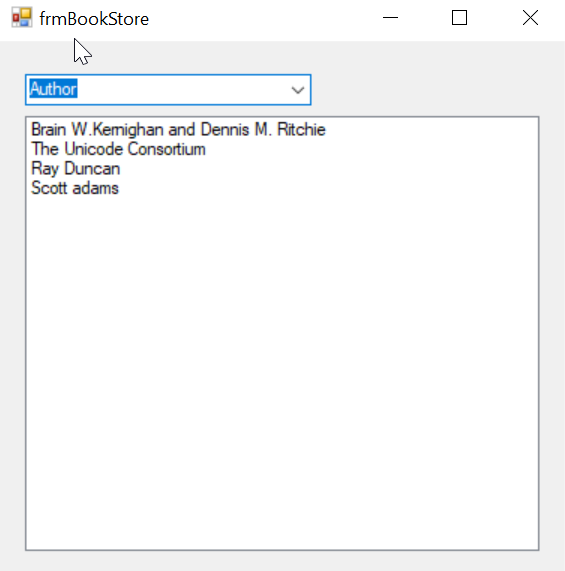 frmBookStore
Author
Brain W.Kernighan and Dennis M. Ritchie
The Unicode Consortium
Ray Duncan
Scott adams